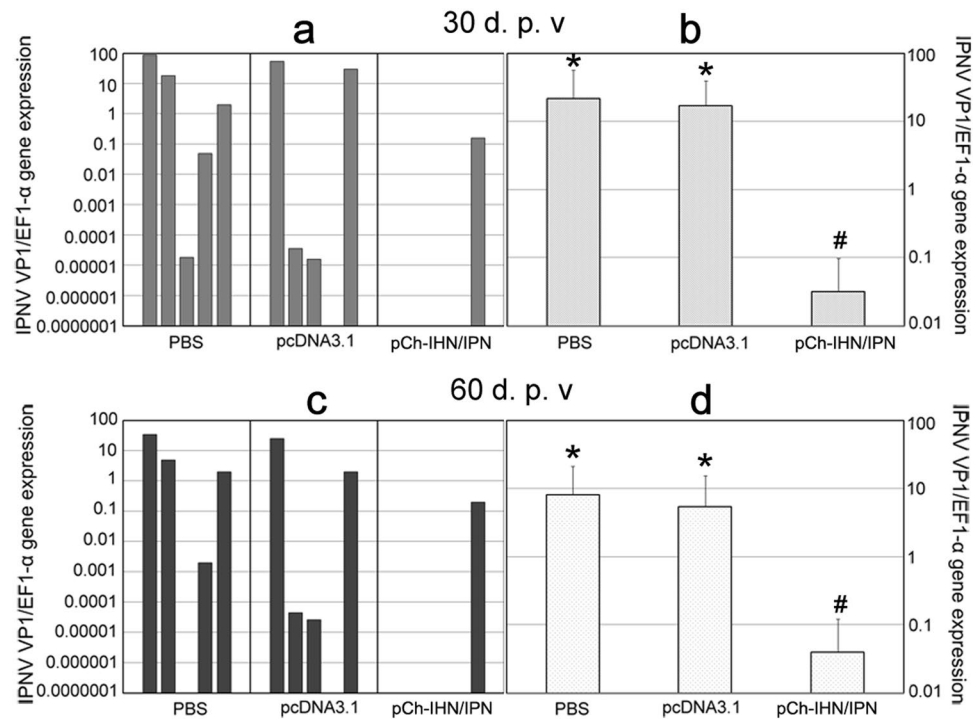 30 d. p. v
a
b
IPNV VP1/EF1-α gene expression
100
10
1
0.1
0.01
0.001
0.0001
0.00001
0.000001
0.0000001
PBS
pcDNA3.1
pCh-IHN/IPN
*
*
#
100
10
1
0.1
0.01
IPNV VP1/EF1-α gene expression
PBS
pcDNA3.1
pCh-IHN/IPN
60 d. p. v
c
d
IPNV VP1/EF1-α gene expression
100
10
1
0.1
0.01
0.001
0.0001
0.00001
0.000001
0.0000001
PBS
pcDNA3.1
pCh-IHN/IPN
*
*
#
100
10
1
0.1
0.01
IPNV VP1/EF1-α gene expression
PBS
pcDNA3.1
pCh-IHN/IPN